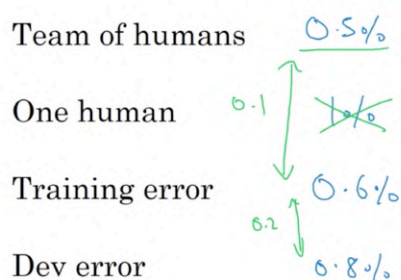 Team of humans 0.5%
One human 0.1 1%
Training error 0.6%
0.2
Dev error 0.8%